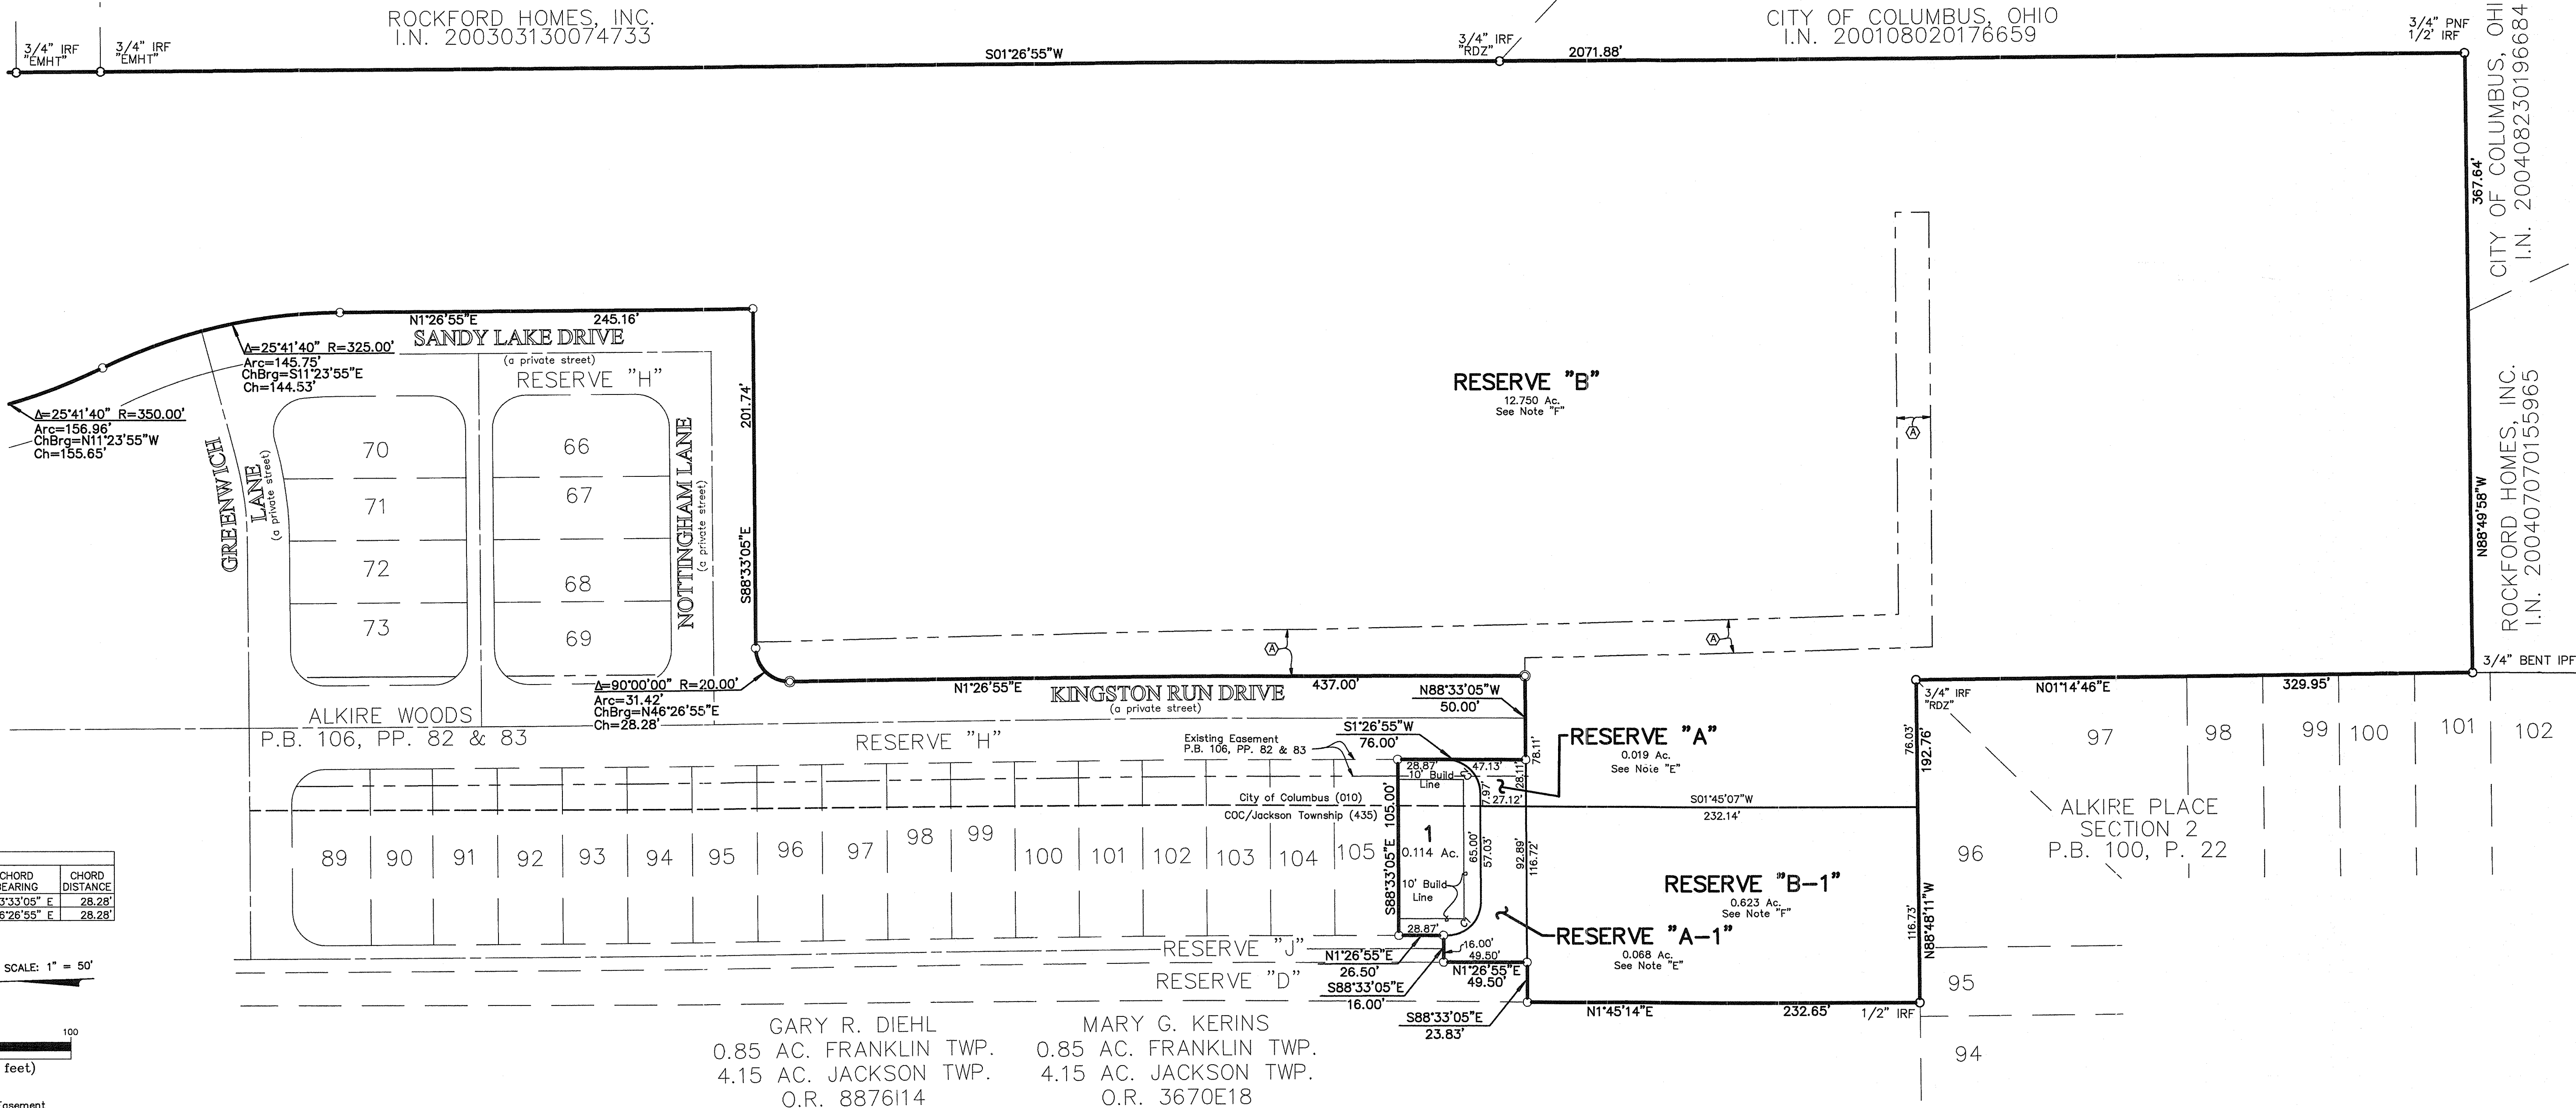 ROCKFORD HOMES, INC.
I.N. 200303130074733
CITY OF COLUMBUS, OHIO
I.N. 200108020176659
3/4" IRF
"EMHT"
3/4" IRF
"EMHT"
S01°26'55"W
3/4" IRF
"RDZ"
2071.88'
3/4" PNF
1/2' IRF
CITY OF COLUMBUS, OHI
I.N. 200408230196684
367.64'
N88°49'58"W
ROCKFORD HOMES, INC.
I.N. 200407070155965
3/4" BENT IPF
N1°26'55"E
245.16'
SANDY LAKE DRIVE
(a private street)
RESERVE "H"
Δ=25°41'40" R=325.00'
Arc=145.75'
ChBrg=S11°23'55"E
Ch=144.53'
Δ=25°41'40" R=350.00'
Arc=156.96'
ChBrg=N11°23'55"W
Ch=155.65'
GREENWICH
LANE
(a private street)
70
71
72
73
66
67
68
69
NOTTINGHAM LANE
(a private street)
201.74'
S88°33'05"E
RESERVE "B"
12.750 Ac.
See Note "F"
A
A
A
Δ=90°00'00" R=20.00'
Arc=31.42'
ChBrg=N46°26'55"E
Ch=28.28'
N1°26'55"E
437.00'
KINGSTON RUN DRIVE
(a private street)
N88°33'05"W
50.00'
S1°26'55"W
76.00'
ALKIRE WOODS
P.B. 106, PP. 82 & 83
RESERVE "H"
Existing Easement
P.B. 106, PP. 82 & 83
RESERVE "A"
0.019 Ac.
See Note "E"
78.11'
28.11'
28.87'
47.13'
10' Build
Line
7.97'
27.12'
City of Columbus (010)
COC/Jackson Township (435)
S01°45'07"W
232.14'
105.00'
S88°33'05"E
1
0.114 Ac.
65.00'
57.03'
92.89'
116.72'
10' Build
Line
28.87'
89
90
91
92
93
94
95
96
97
98
99
100
101
102
103
104
105
RESERVE "B-1"
0.623 Ac.
See Note "F"
RESERVE "A-1"
0.068 Ac.
See Note "E"
RESERVE "J"
RESERVE "D"
N1°26'55"E
26.50'
S88°33'05"E
16.00'
16.00'
49.50'
N1°26'55"E
49.50'
S88°33'05"E
23.83'
N1°45'14"E
232.65'
1/2" IRF
3/4" IRF
"RDZ"
N01°14'46"E
329.95'
76.03'
192.76'
116.73'
N88°48'11"W
97
98
99
100
101
102
96
95
94
ALKIRE PLACE
SECTION 2
P.B. 100, P. 22
GARY R. DIEHL
0.85 AC. FRANKLIN TWP.
4.15 AC. JACKSON TWP.
O.R. 8876I14
MARY G. KERINS
0.85 AC. FRANKLIN TWP.
4.15 AC. JACKSON TWP.
O.R. 3670E18
CHORD
EARING
CHORD
DISTANCE
3°33'05" E
28.28'
6°26'55" E
28.28'
SCALE: 1" = 50'
100
feet)